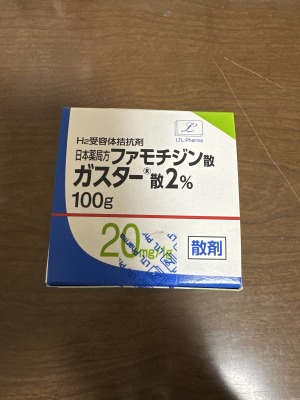 H2受容体拮抗剤
LTL Pharma
日本薬局方ファモチジン散
ガスター®散2%
100g
20mg/1g
散剤